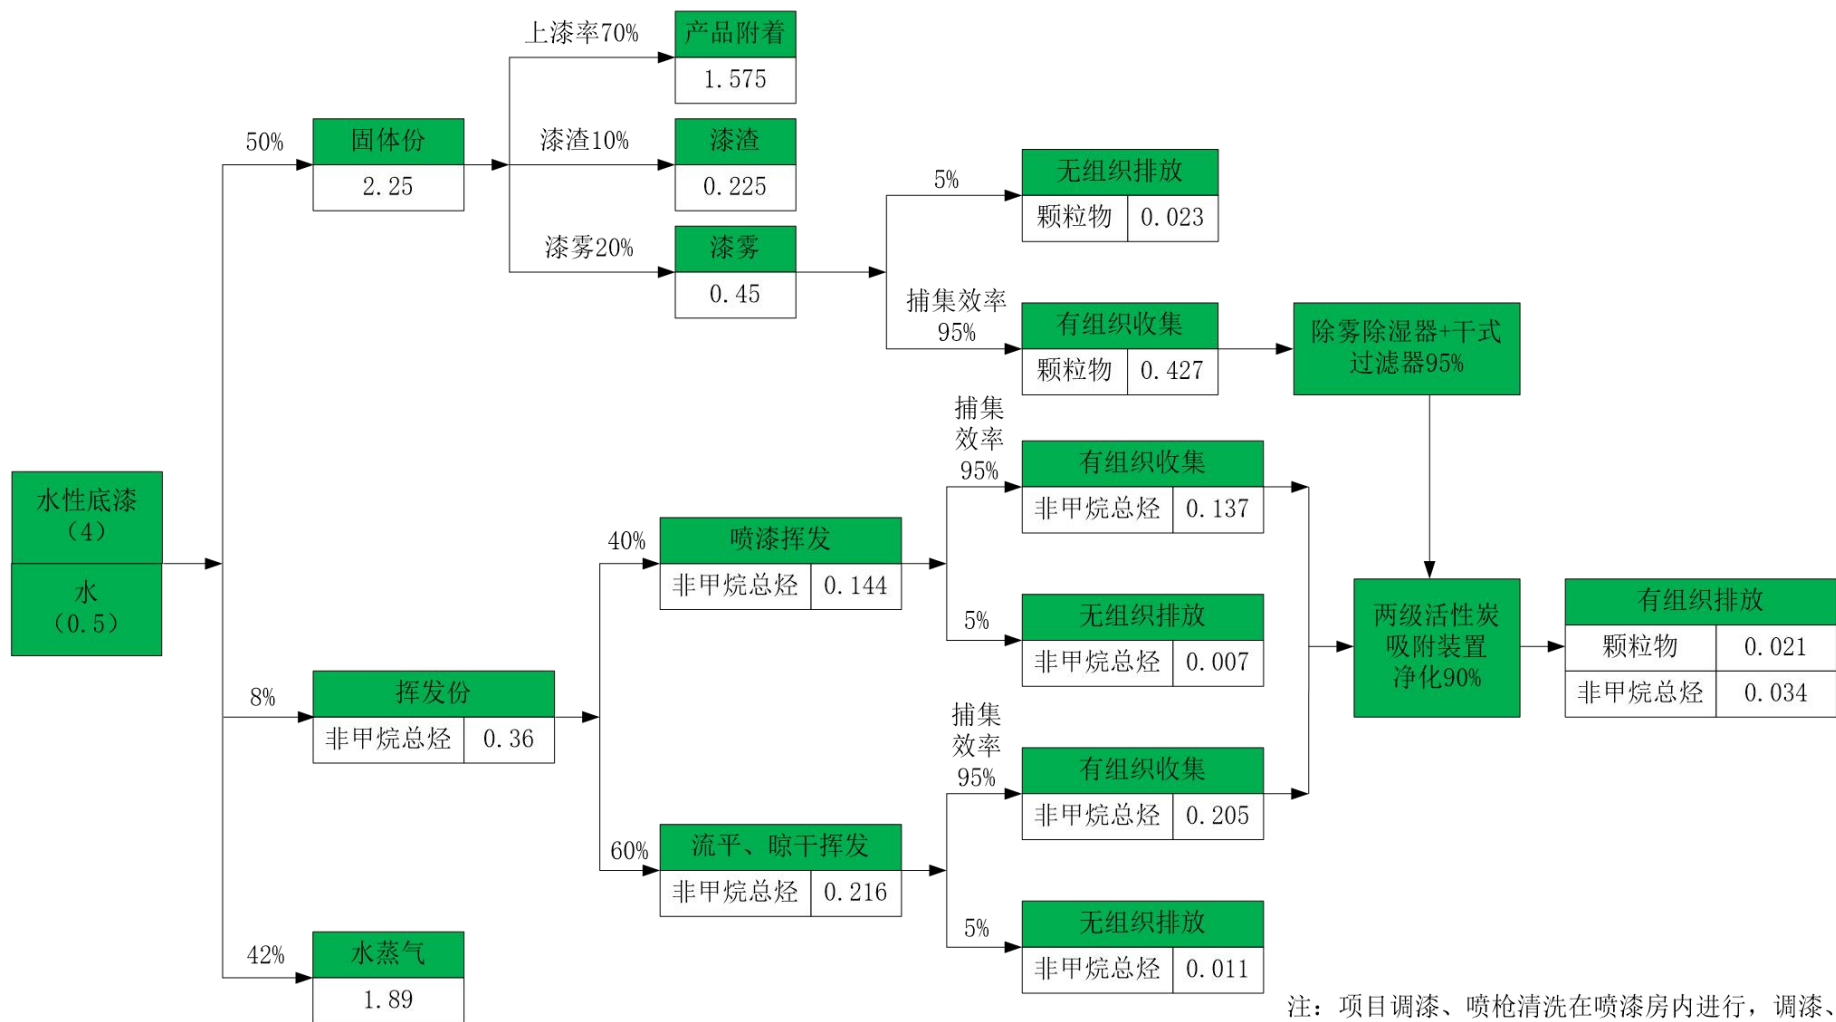 水性底漆
（4）
水
（0.5）
50%
固体份
2.25
上漆率70%
产品附着
1.575
漆渣10%
漆渣
0.225
漆雾20%
漆雾
0.45
5%
无组织排放
颗粒物 0.023
捕集效率
95%
有组织收集
颗粒物 0.427
除雾除湿器+干式
过滤器95%
8%
挥发份
非甲烷总烃 0.36
40%
喷漆挥发
非甲烷总烃 0.144
捕集
效率
95%
有组织收集
非甲烷总烃 0.137
5%
无组织排放
非甲烷总烃 0.007
60%
流平、晾干挥发
非甲烷总烃 0.216
捕集
效率
95%
有组织收集
非甲烷总烃 0.205
5%
无组织排放
非甲烷总烃 0.011
两级活性炭
吸附装置
净化90%
有组织排放
颗粒物 0.021
非甲烷总烃 0.034
42%
水蒸气
1.89
注：项目调漆、喷枪清洗在喷漆房内进行，调漆、